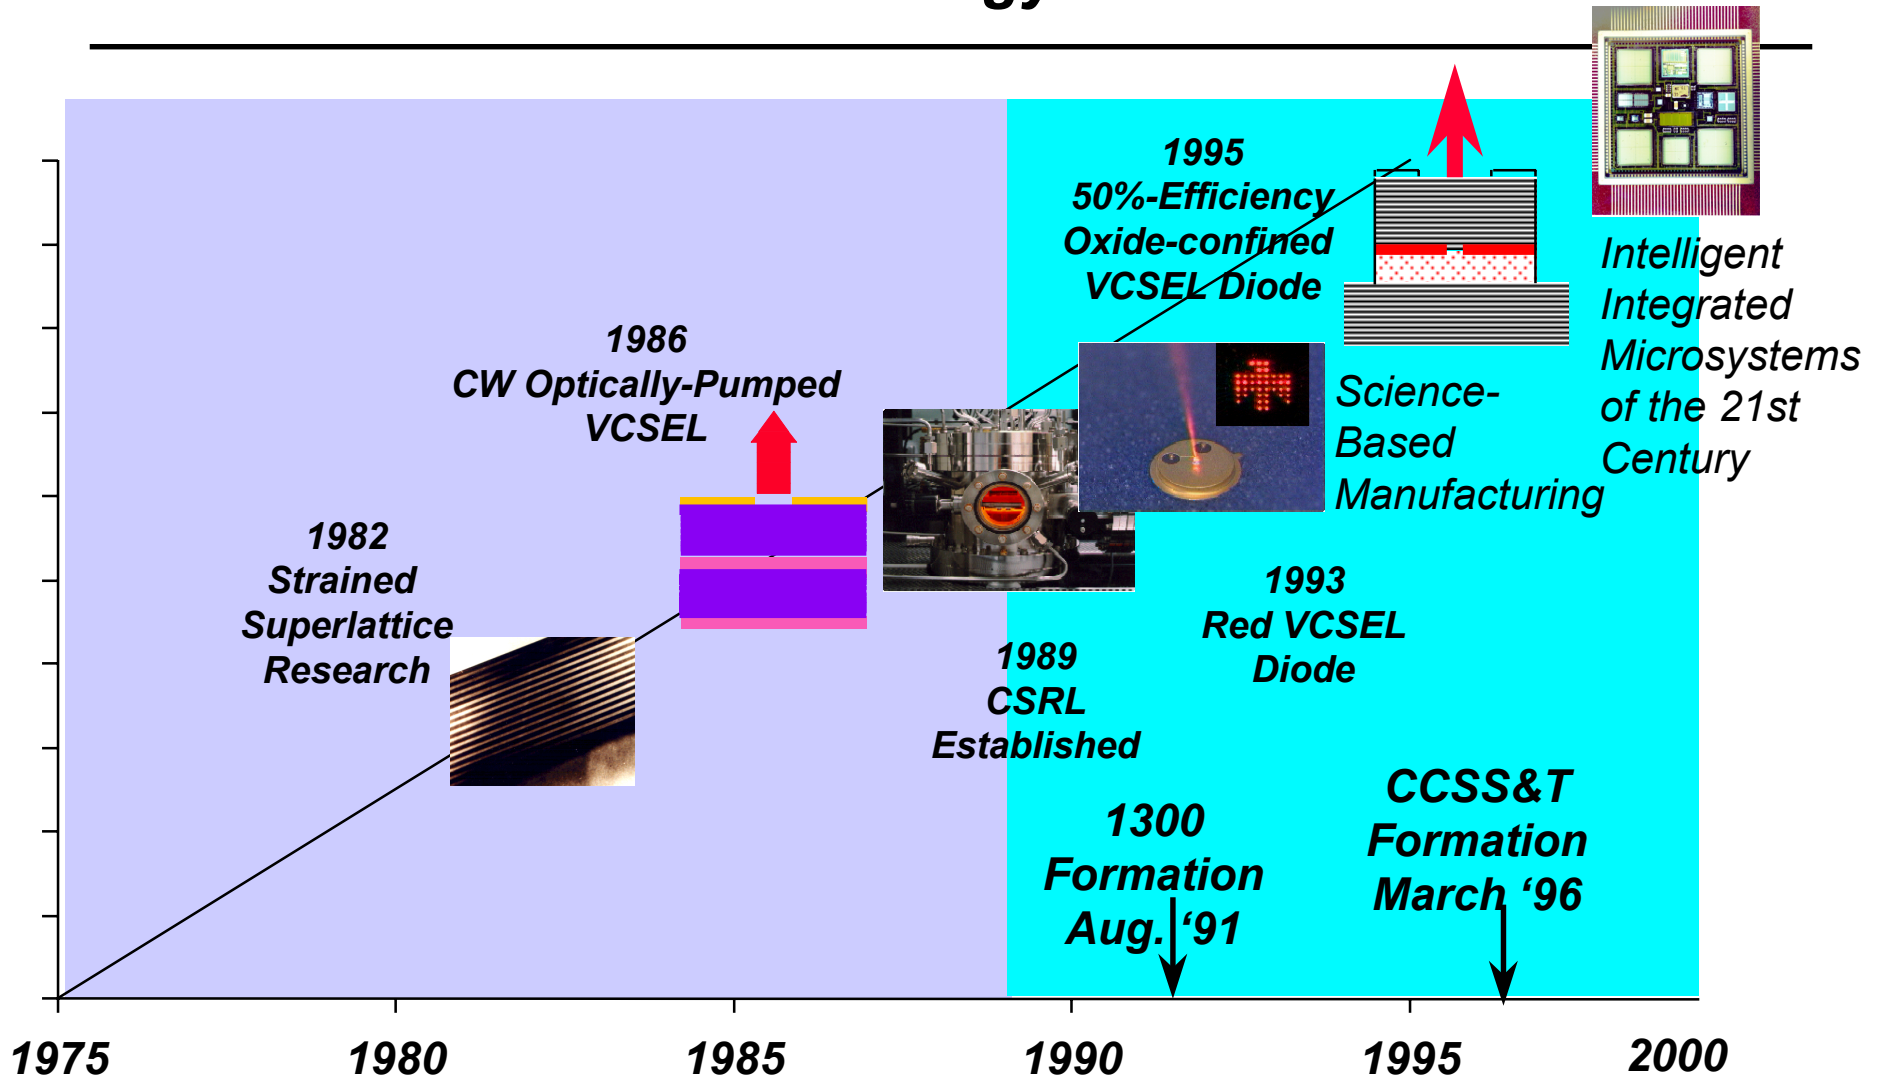 1995
50%-Efficiency
Oxide-confined
VCSEL Diode
Intelligent
Integrated
Microsystems
of the 21st
Century
1986
CW Optically-Pumped
VCSEL
Science-
Based
Manufacturing
1982
Strained
Superlattice
Research
1993
Red VCSEL
Diode
1989
CSRL
Established
1300
Formation
Aug. ‘91
CCSS&T
Formation
March ‘96
1975
1980
1985
1990
1995
2000